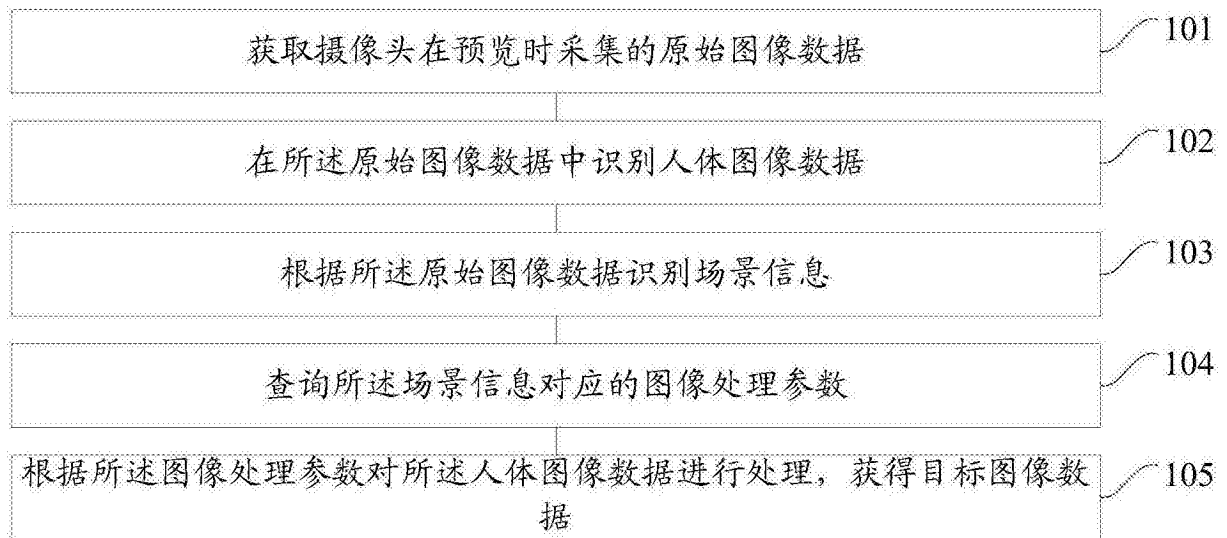 获取摄像头在预览时采集的原始图像数据
101
在所述原始图像数据中识别人体图像数据
102
根据所述原始图像数据识别场景信息
103
查询所述场景信息对应的图像处理参数
104
根据所述图像处理参数对所述人体图像数据进行处理，获得目标图像数
据
105